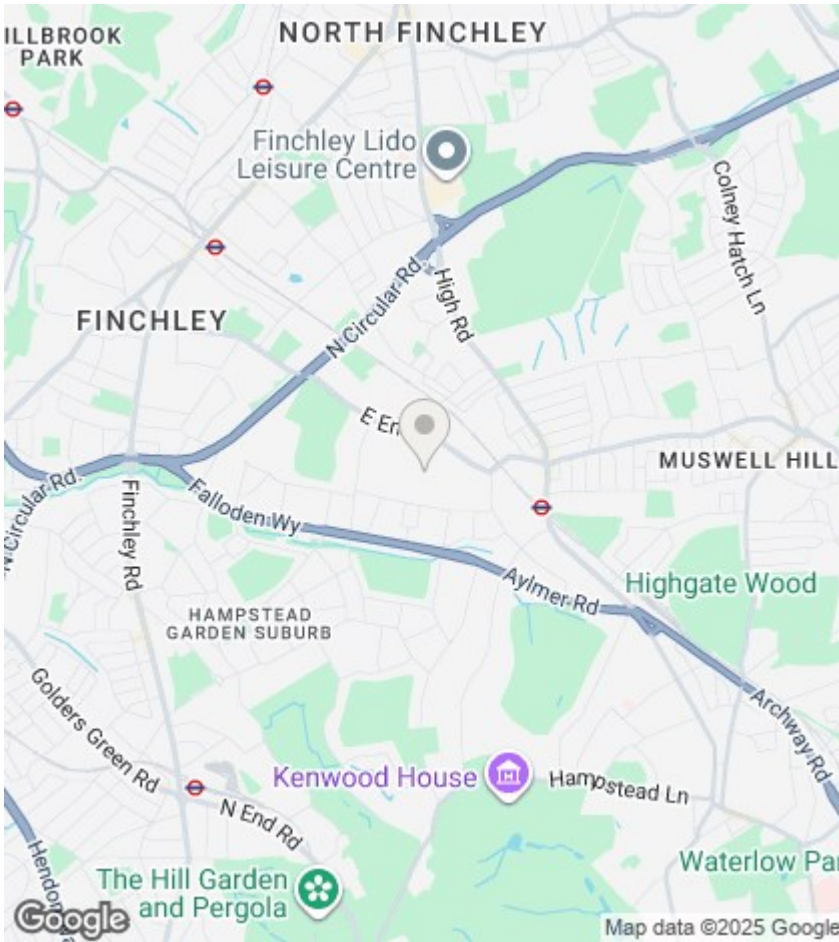 ILLBROOK
PARK
NORTH FINCHLEY
Finchley Lido
Leisure Centre
Colney Hatch Ln
N Circular Rd
High Rd
FINCHLEY
E En
MUSWELL HILL
N Circular Rd
Finchley Rd
Falloden Wy
Aylmer Rd
Highgate Wood
HAMPSTEAD
GARDEN SUBURB
Golders Green Rd
Archway Rd
Kenwood House
Hampstead Ln
N End Rd
Hendon Wa
The Hill Garden
and Pergola
Waterlow Par
Google
Map data ©2025 Google